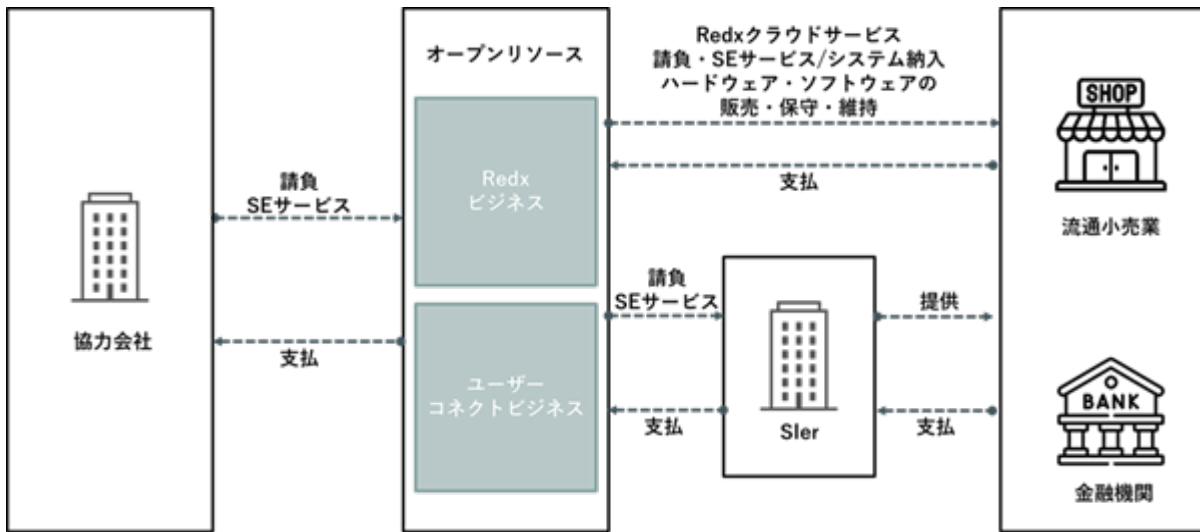 オープンリソース
Redx
ビジネス
ユーザー
コネクトビジネス
請負
SEサービス
支払
協力会社
Redxクラウドサービス
請負・SEサービス/システム納入
ハードウェア・ソフトウェアの
販売・保守・維持
支払
請負
SEサービス
支払
SIer
提供
支払
SHOP
流通小売業
BANK
金融機関